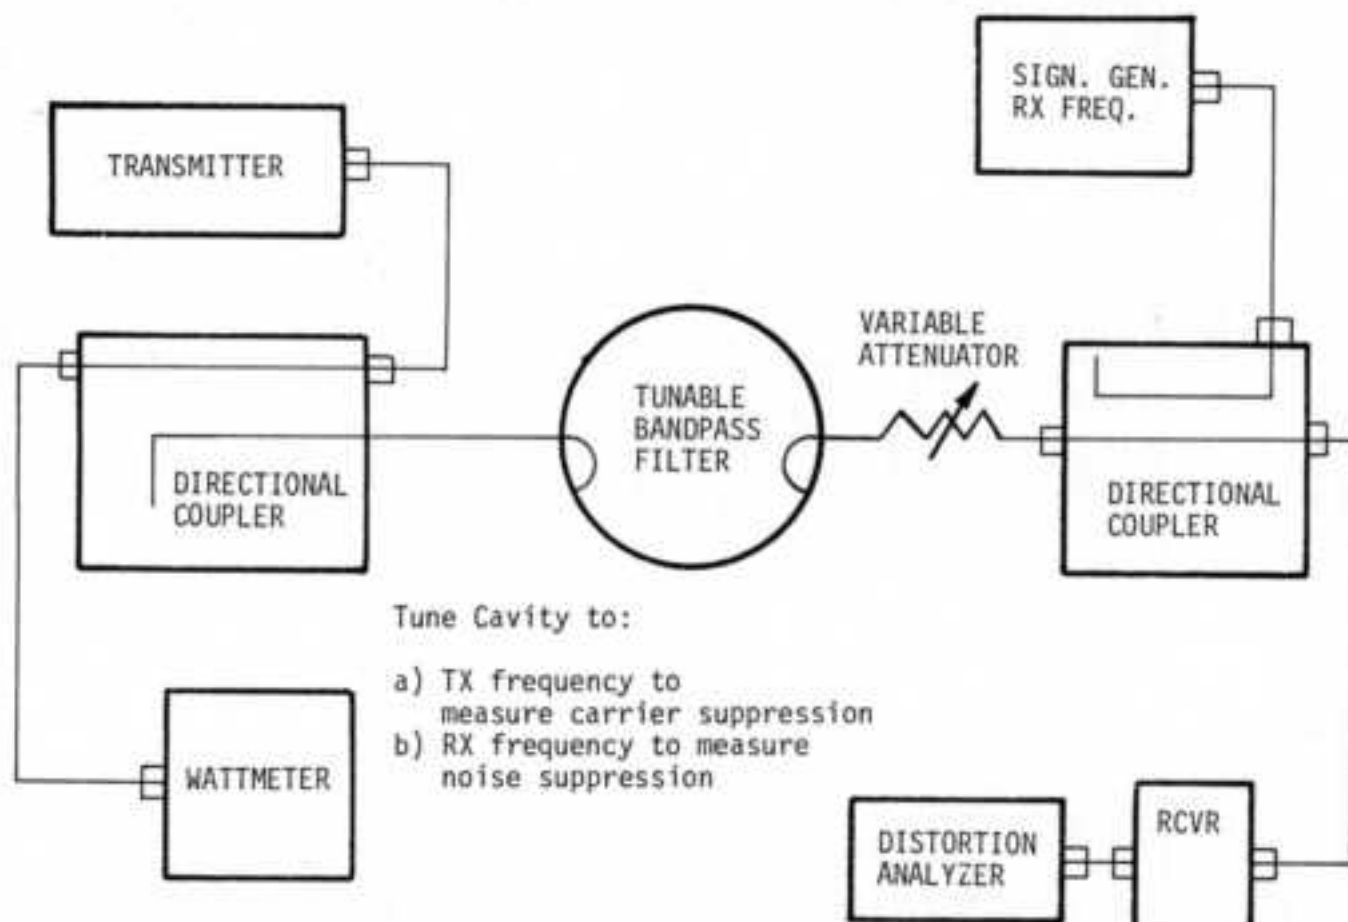 SIGN. GEN.
RX FREQ.
TRANSMITTER
VARIABLE
ATTENUATOR
TUNABLE
BANDPASS
FILTER
DIRECTIONAL
COUPLER
DIRECTIONAL
COUPLER
Tune Cavity to:
a) TX frequency to
measure carrier suppression
b) RX frequency to measure
noise suppression
WATTMETER
RCVR
DISTORTION
ANALYZER